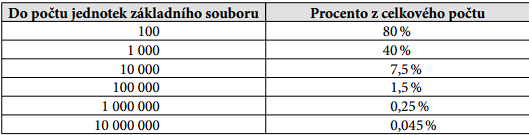 Do počtu jednotek základního souboru Procento z celkového počtu
100 80 %
1 000 40 %
10 000 7,5 %
100 000 1,5 %
1 000 000 0,25 %
10 000 000 0,045 %